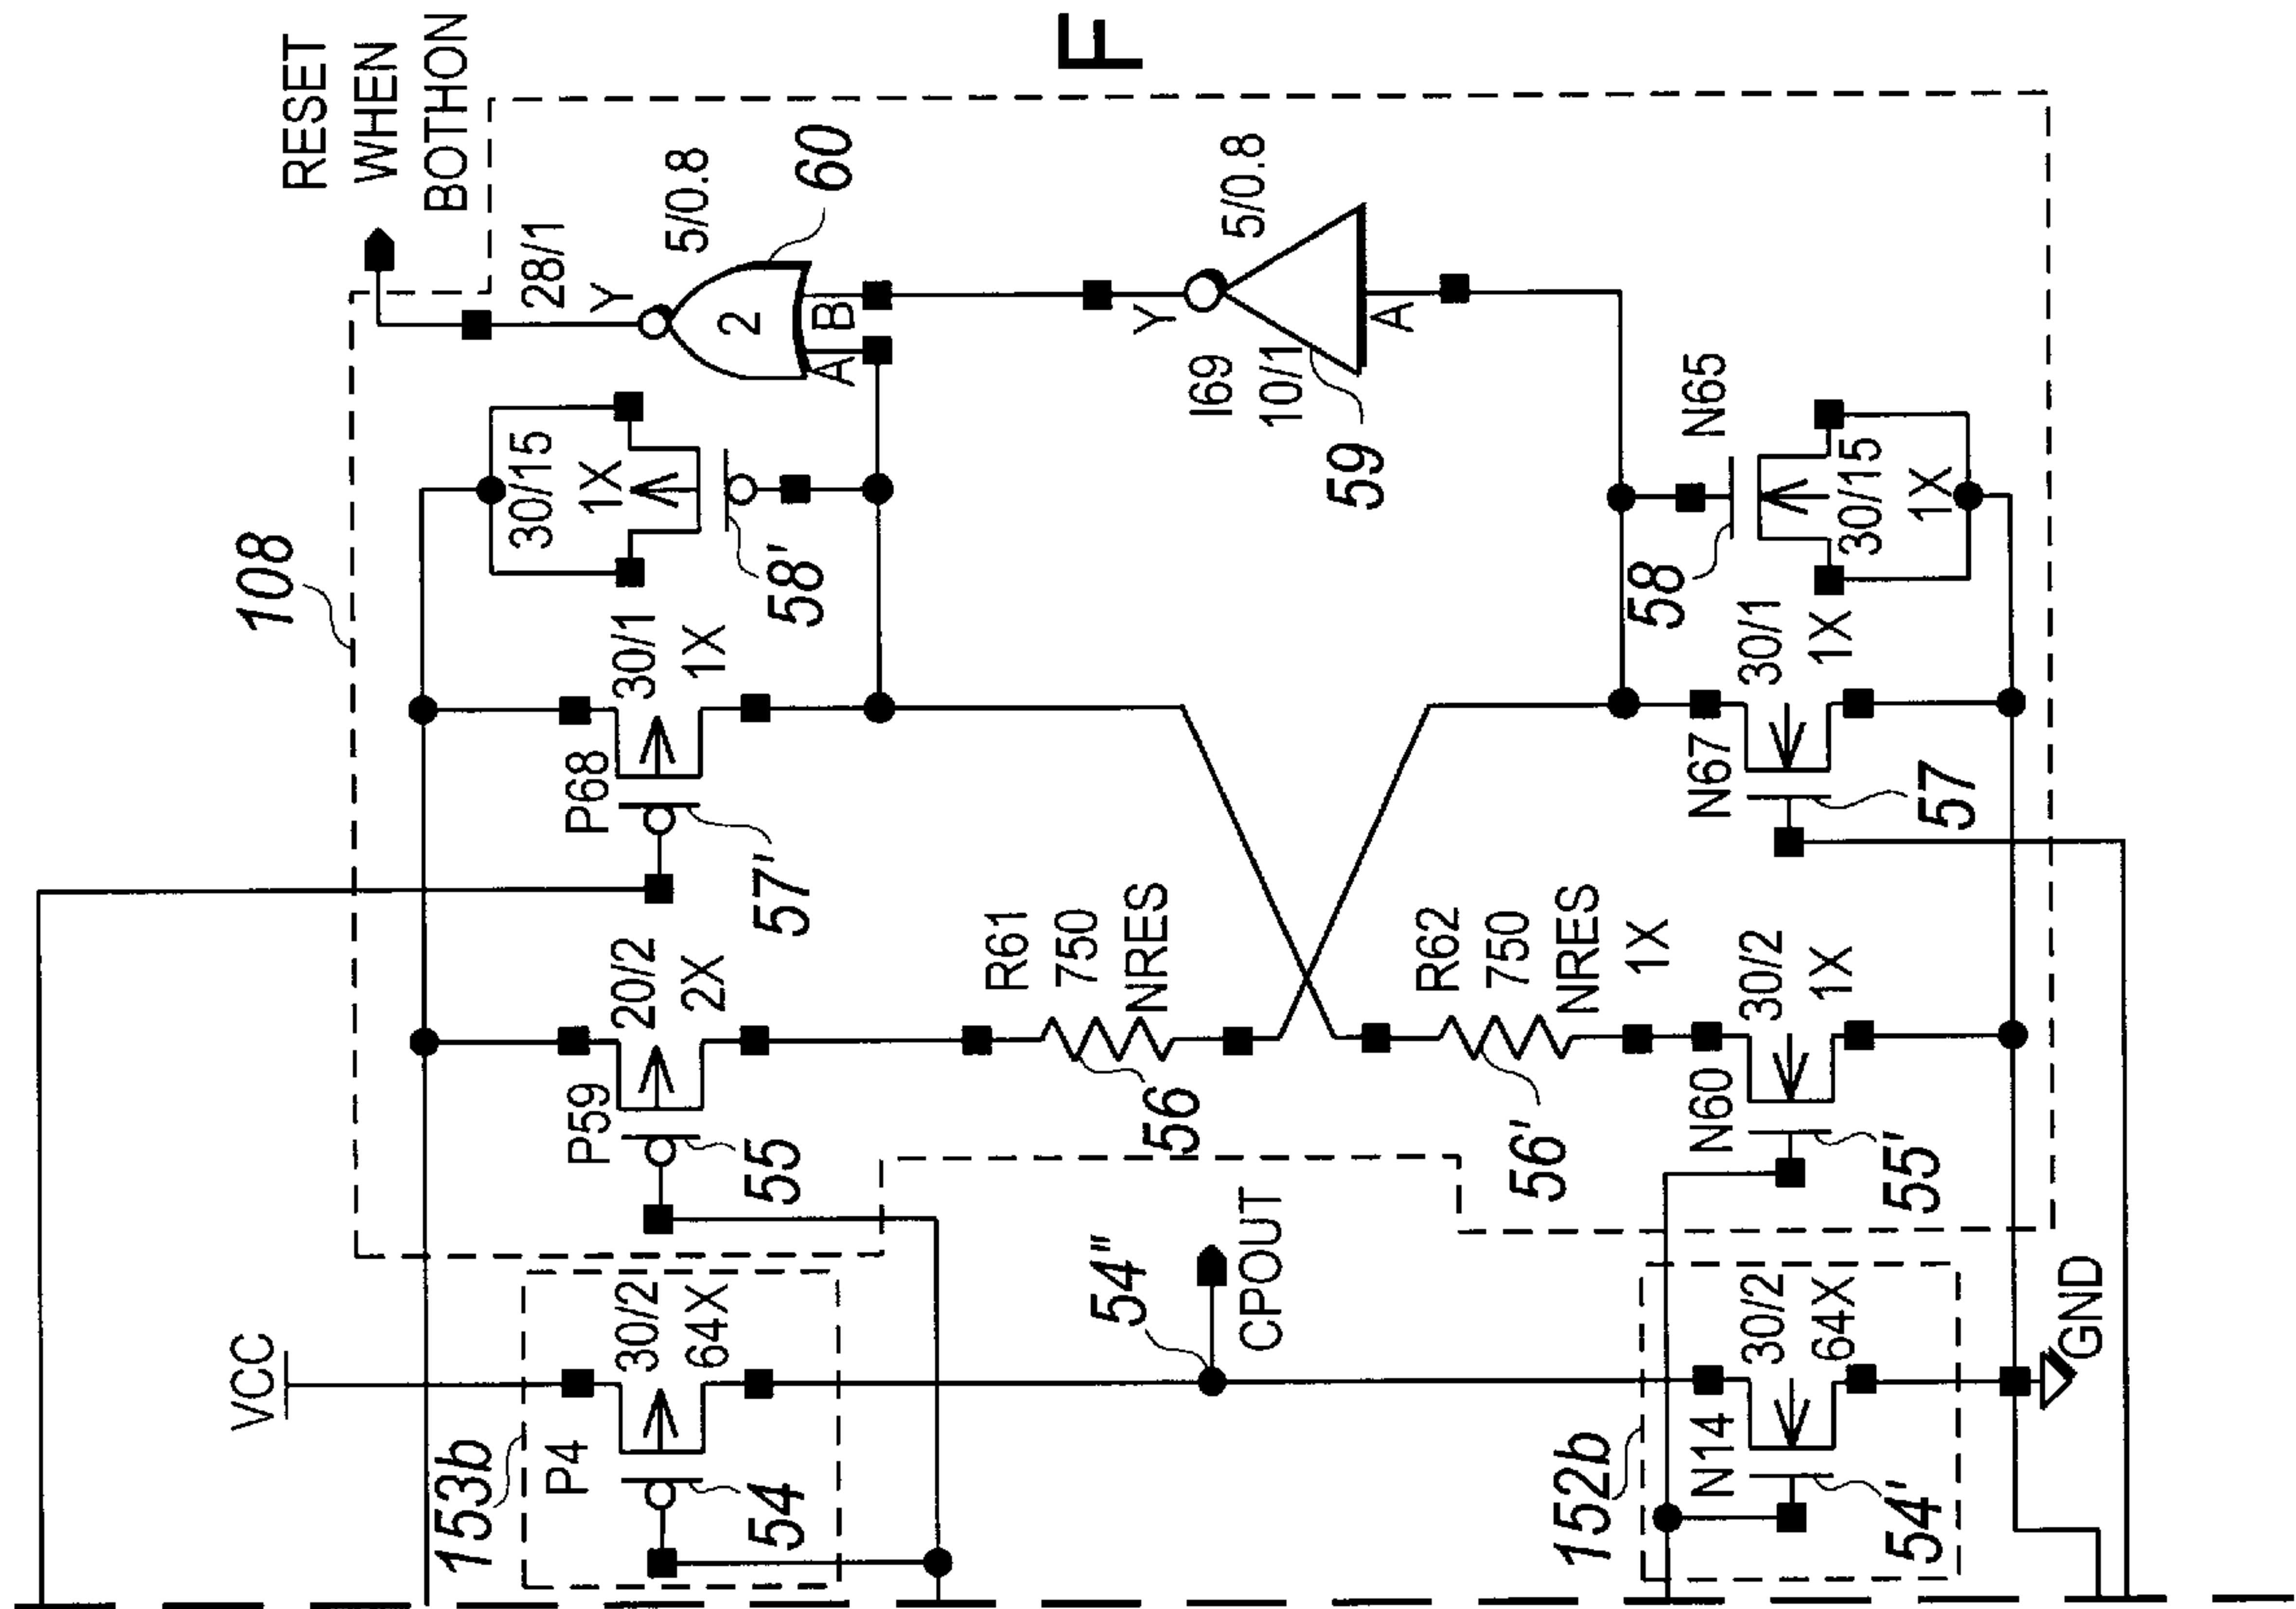 RESET
WHEN
BOTHON
F
108
28/1
Y
5/0.8
60
2
A
B
30/15
1X
58'
P68
30/1
1X
57'
P59
20/2
2X
55
R61
750
NRES
56
Y
I69
10/1
5/0.8
A
59
N65
30/15
1X
58
N67
30/1
1X
57
R62
750
NRES
1X
56'
N60
30/2
1X
55'
VCC
153b
P4
30/2
64X
54
54"
CPOUT
152b
N14
30/2
64X
54'
GND